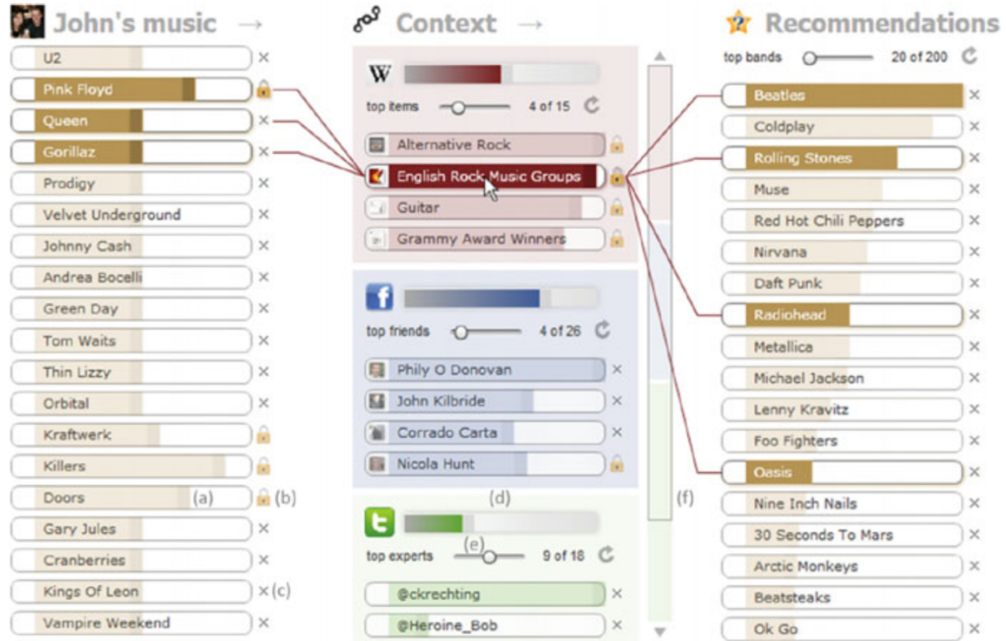 John's music →
U2 ×
Pink Floyd
Queen ×
Gorillaz ×
Prodigy ×
Velvet Underground ×
Johnny Cash ×
Andrea Bocelli ×
Green Day ×
Tom Waits ×
Thin Lizzy ×
Orbital ×
Kraftwerk
Killers
Doors (a) (b)
Gary Jules ×
Cranberries ×
Kings Of Leon × (c)
Vampire Weekend ×
Context →
W
top items 4 of 15
Alternative Rock
English Rock Music Groups
Guitar
Grammy Award Winners
f
top friends 4 of 26
Phily O Donovan ×
John Kilbride ×
Corrado Carta ×
Nicola Hunt
(d) (f)
t
(e)
top experts 9 of 18
@ckrechting ×
@Heroine_Bob ×
? Recommendations
top bands 20 of 200
Beatles ×
Coldplay ×
Rolling Stones ×
Muse ×
Red Hot Chili Peppers ×
Nirvana ×
Daft Punk ×
Radiohead ×
Metallica ×
Michael Jackson ×
Lenny Kravitz ×
Foo Fighters ×
Oasis ×
Nine Inch Nails ×
30 Seconds To Mars ×
Arctic Monkeys ×
Beatsteaks ×
Ok Go ×